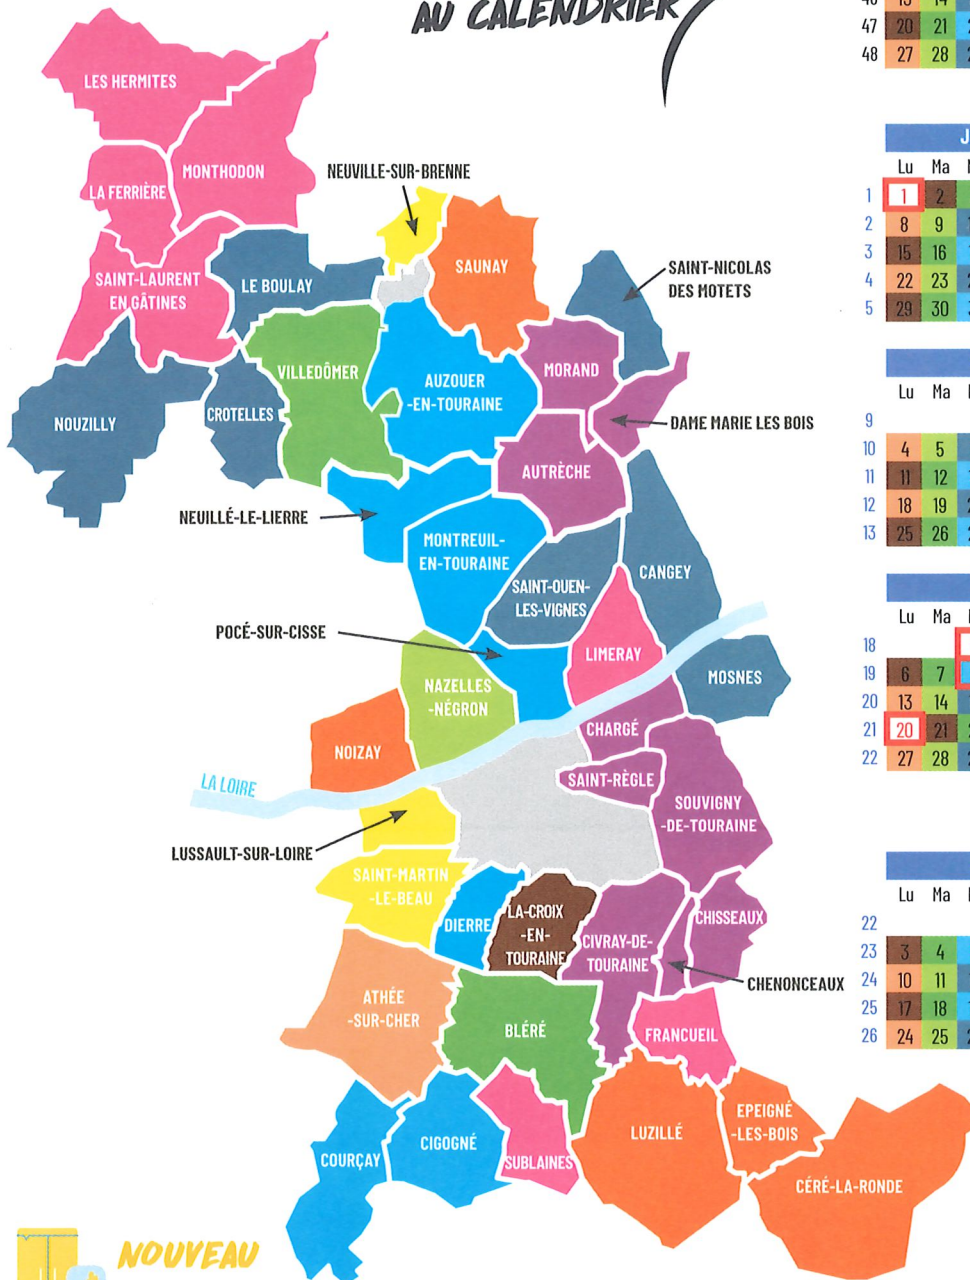 AU CALENDRIER
LES HERMITES
MONTHODON
LA FERRIÈRE
NEUVILLE-SUR-BRENNE
SAUNAY
SAINT-NICOLAS
DES MOTETS
SAINT-LAURENT
EN GÂTINES
LE BOULAY
VILLEDÔMER
AUZOUER
-EN-TOURAINE
MORAND
NOUZILLY
CROTELLES
DAME MARIE LES BOIS
AUTRÈCHE
NEUILLÉ-LE-LIERRE
MONTREUIL-
EN-TOURAINE
SAINT-OUEN-
LES-VIGNES
CANGEY
POCÉ-SUR-CISSE
LIMERAY
MOSNES
NAZELLES
-NÉGRON
CHARGÉ
NOIZAY
SAINT-RÈGLE
LA LOIRE
SOUVIGNY
-DE-TOURAINE
LUSSAULT-SUR-LOIRE
SAINT-MARTIN
-LE-BEAU
DIERRE
LA-CROIX
-EN-
TOURAINE
CIVRAY-DE-
TOURAINE
CHISSEAUX
CHENONCEAUX
ATHÉE
-SUR-CHER
BLÉRÉ
FRANCUEIL
LUZILLÉ
EPEIGNÉ
-LES-BOIS
CÉRÉ-LA-RONDE
COURÇAY
CIGOGNÉ
SUBLAINES
NOUVEAU
47 20 21
48 27 28
J
Lu Ma
1 1 2
2 8 9
3 15 16
4 22 23
5 29 30
Lu Ma
9
10 4 5
11 11 12
12 18 19
13 25 26
Lu Ma
18
19 6 7
20 13 14
21 20 21
22 27 28
Lu Ma
22
23 3 4
24 10 11
25 17 18
26 24 25